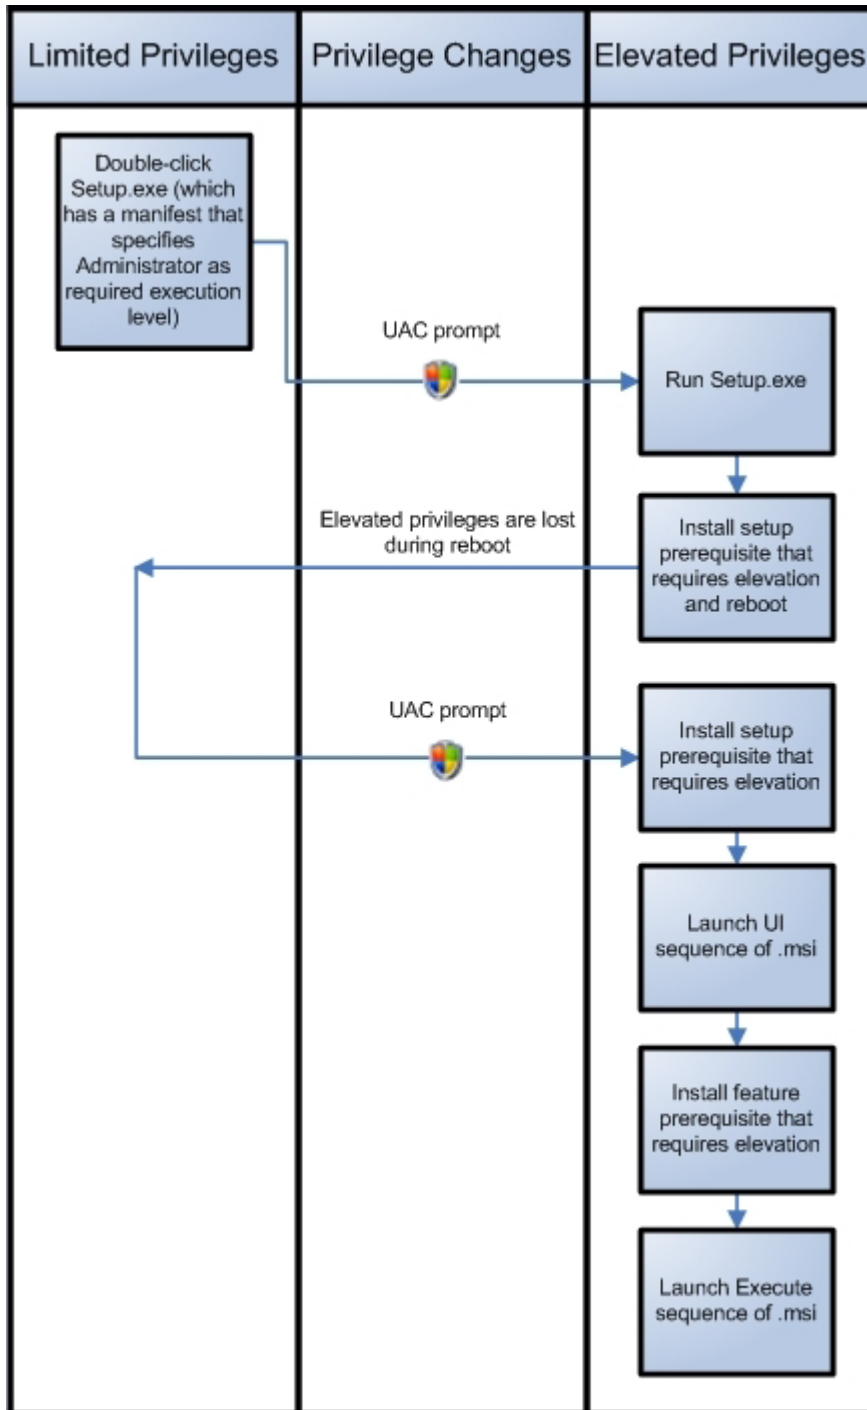 Limited Privileges
Privilege Changes
Elevated Privileges
Double-click
Setup.exe (which
has a manifest that
specifies
Administrator as
required execution
level)
UAC prompt
Run Setup.exe
Elevated privileges are lost
during reboot
Install setup
prerequisite that
requires elevation
and reboot
UAC prompt
Install setup
prerequisite that
requires elevation
Launch UI
sequence of .msi
Install feature
prerequisite that
requires elevation
Launch Execute
sequence of .msi